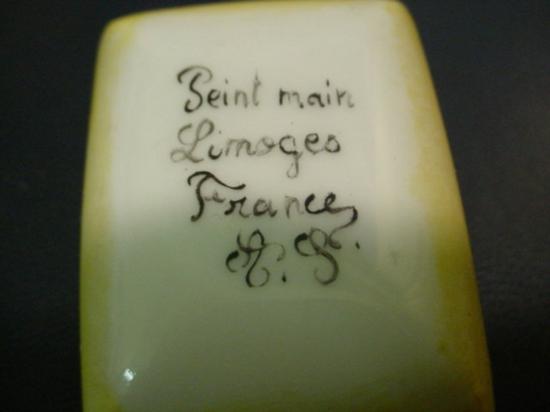 Peint main
Limoges
France
A. S.